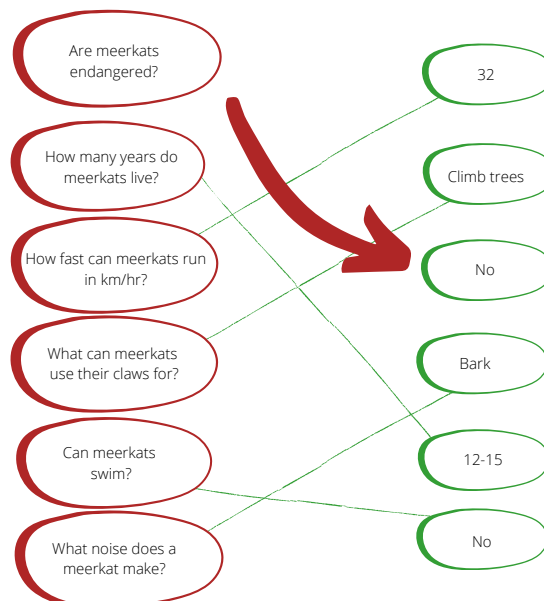 Are meerkats
endangered?
How many years do
meerkats live?
How fast can meerkats run
in km/hr?
What can meerkats
use their claws for?
Can meerkats
swim?
What noise does a
meerkat make?
32
Climb trees
No
Bark
12-15
No